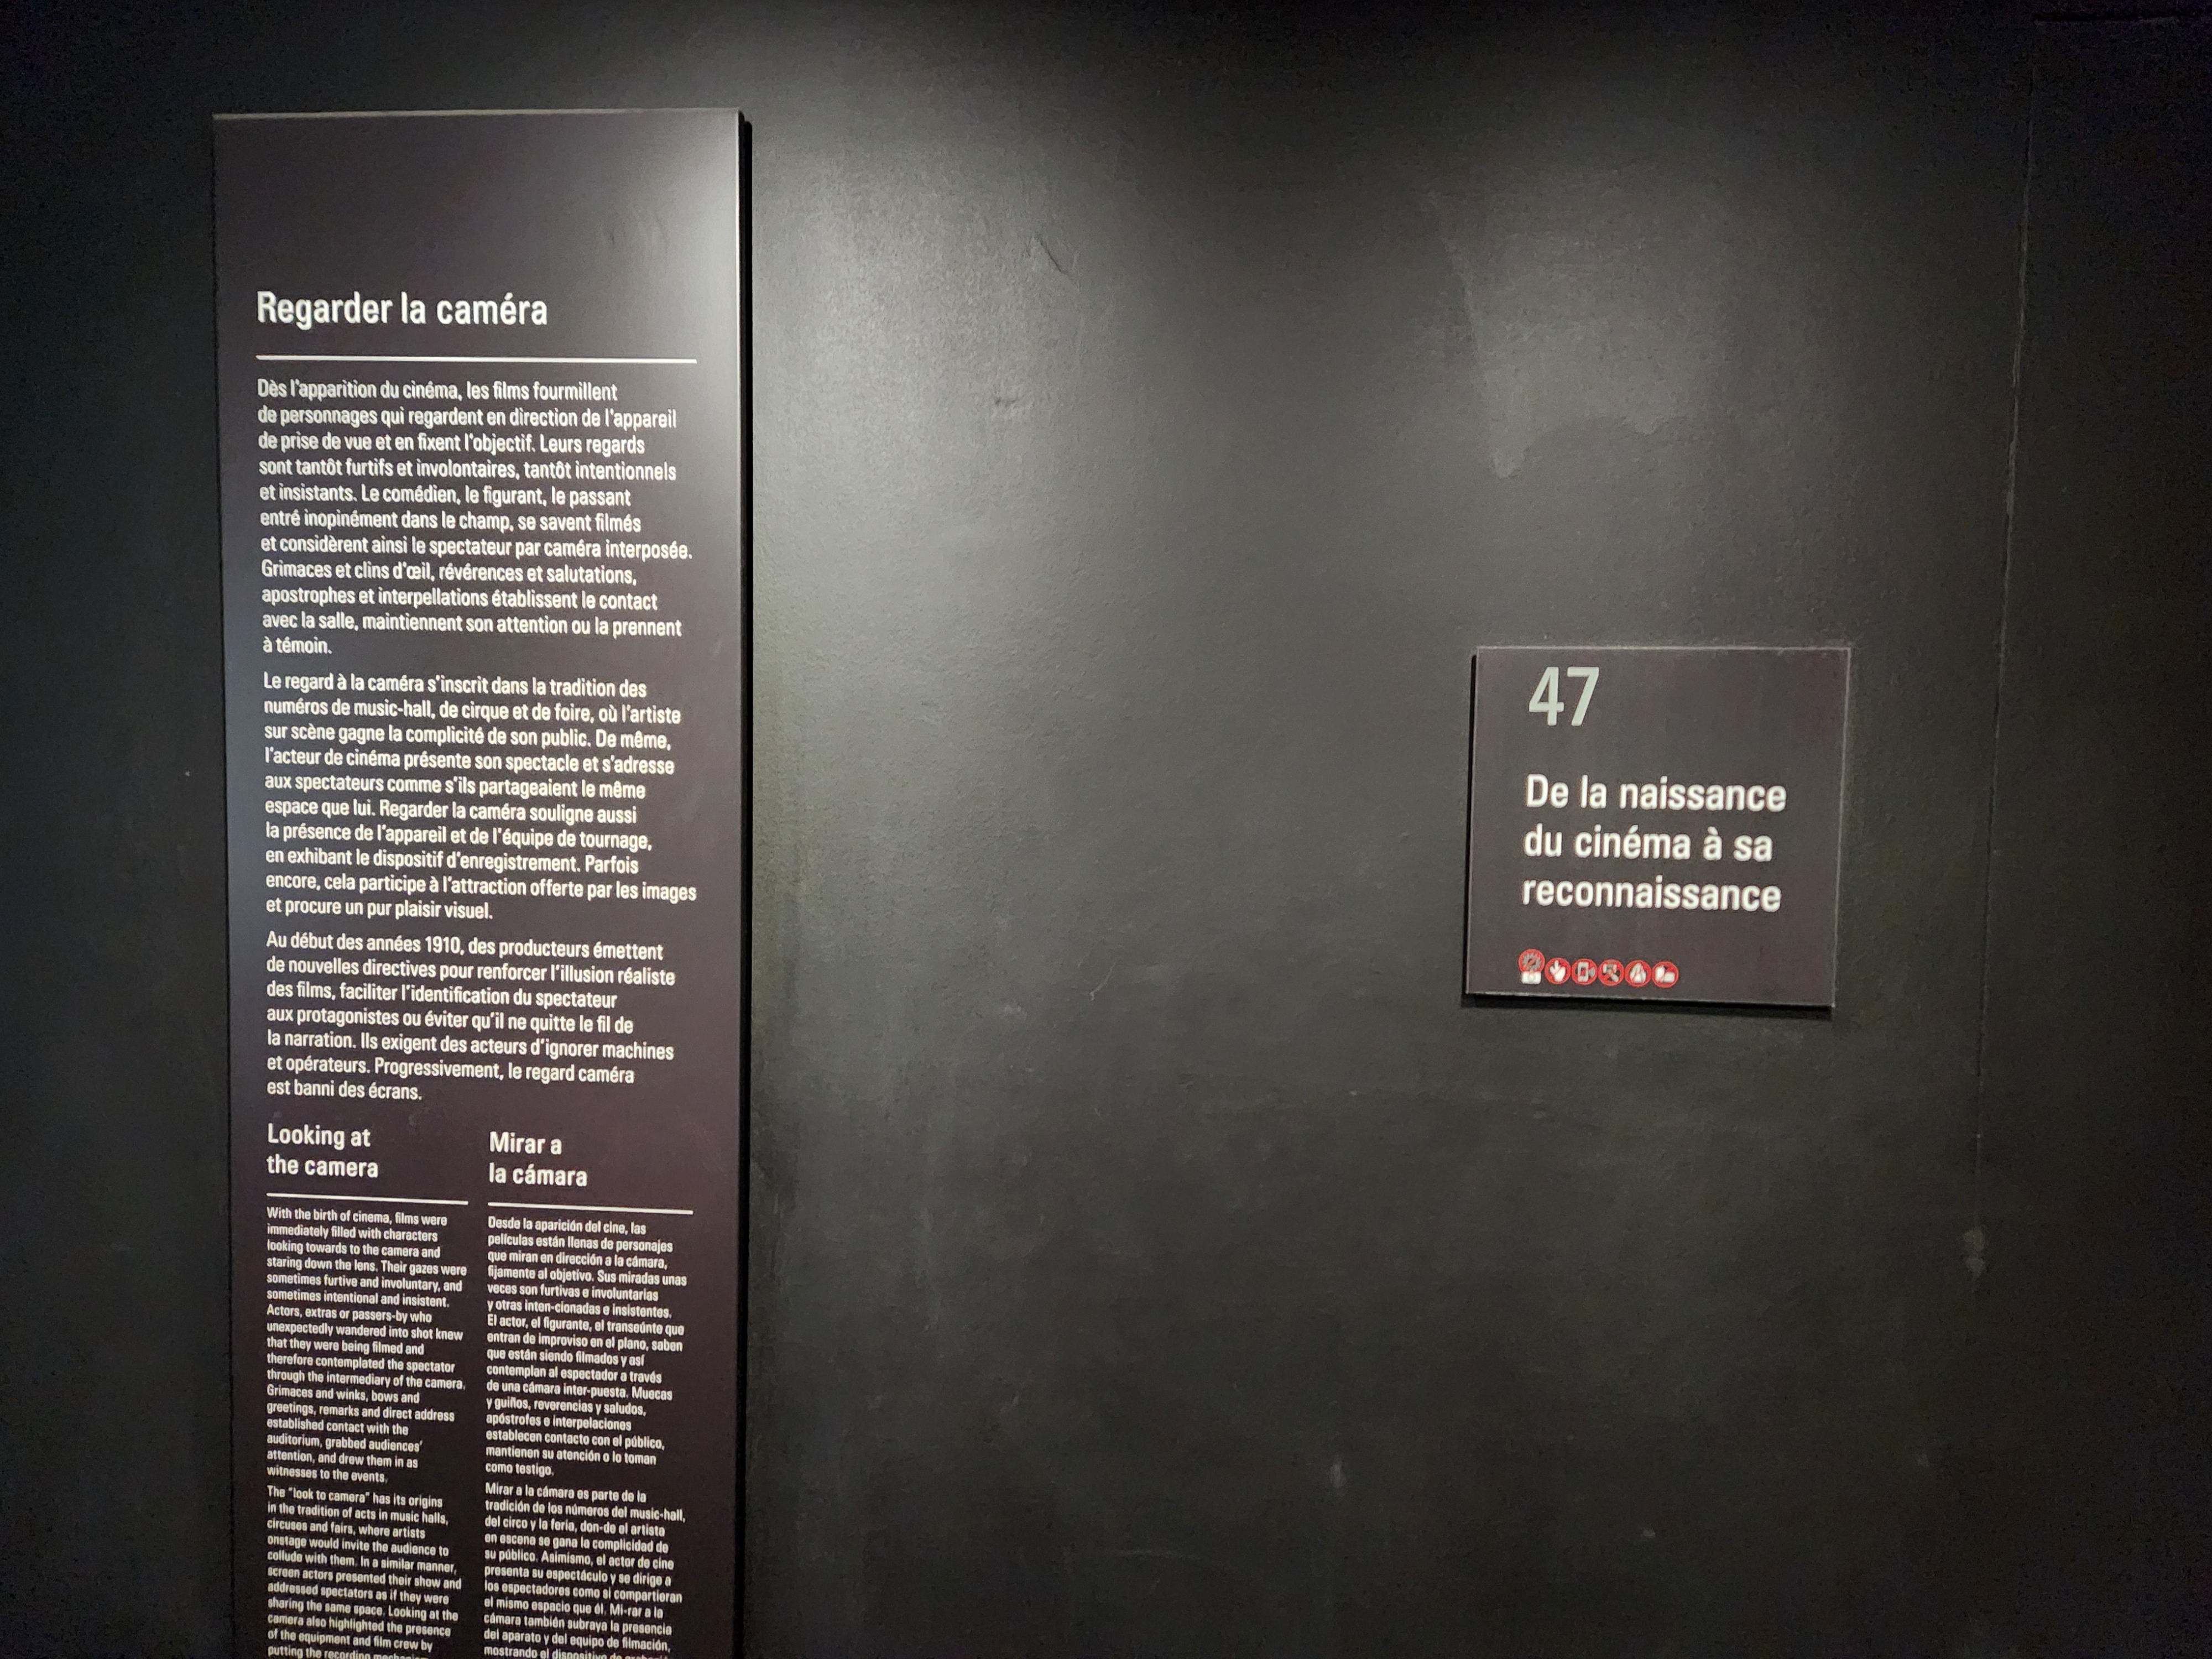 Regarder la caméra
Dès l'apparition du cinéma, les films fourmillent
de personnages qui regardent en direction de l'appareil
de prise de vue et en fixent l'objectif. Leurs regards
sont tantôt furtifs et involontaires, tantôt intentionnels
et insistants. Le comédien, le figurant, le passant
entré inopinément dans le champ, se savent filmés
et considèrent ainsi le spectateur par caméra interposée.
Grimaces et clins d'œil, révérences et salutations,
apostrophes et interpellations établissent le contact
avec la salle, maintiennent son attention ou la prennent
à témoin.
Le regard à la caméra s'inscrit dans la tradition des
numéros de music-hall, de cirque et de foire, où l'artiste
sur scène gagne la complicité de son public. De même,
l'acteur de cinéma présente son spectacle et s'adresse
aux spectateurs comme s'ils partageaient le même
espace que lui. Regarder la caméra souligne aussi
la présence de l'appareil et de l'équipe de tournage,
en exhibant le dispositif d'enregistrement. Parfois
encore, cela participe à l'attraction offerte par les images
et procure un pur plaisir visuel.
Au début des années 1910, des producteurs émettent
de nouvelles directives pour renforcer l'illusion réaliste
des films, faciliter l'identification du spectateur
aux protagonistes ou éviter qu'il ne quitte le fil de
la narration. Ils exigent des acteurs d'ignorer machines
et opérateurs. Progressivement, le regard caméra
est banni des écrans.
Looking at
the camera
With the birth of cinema, films were
immediately filled with characters
looking towards to the camera and
staring down the lens. Their gazes were
sometimes furtive and involuntary, and
sometimes intentional and insistent.
Actors, extras or passers-by who
unexpectedly wandered into shot knew
that they were being filmed and
therefore contemplated the spectator
through the intermediary of the camera.
Grimaces and winks, bows and
greetings, remarks and direct address
established contact with the
auditorium, grabbed audiences'
attention, and drew them in as
witnesses to the events.
The "look to camera" has its origins
in the tradition of acts in music halls,
circuses and fairs, where artists
onstage would invite the audience to
collude with them. In a similar manner,
screen actors presented their show and
addressed spectators as if they were
sharing the same space. Looking at the
camera also highlighted the presence
of the equipment and film crew by
putting the recording
Mirar a
la cámara
Desde la aparición del cine, las
películas están llenas de personajes
que miran en dirección a la cámara,
fijamente al objetivo. Sus miradas unas
veces son furtivas e involuntarias
y otras inten-cionadas e insistentes.
El actor, el figurante, el transeúnte que
entran de improviso en el plano, saben
que están siendo filmados y así
contemplan al espectador a través
de una cámara inter-puesta. Muecas
y guiños, reverencias y saludos,
apóstrofes e interpelaciones
establecen contacto con el público,
mantienen su atención o lo toman
como testigo.
Mirar a la cámara es parte de la
tradición de los números del music-hall,
del circo y la feria, don-de el artista
en escena se gana la complicidad de
su público. Asimismo, el actor de cine
presenta su espectáculo y se dirige a
los espectadores como si compartieran
el mismo espacio que él. Mi-rar a la
cámara también subraya la presencia
del aparato y del equipo de filmación,
mostrando el dispositivo de
47
De la naissance
du cinéma à sa
reconnaissance